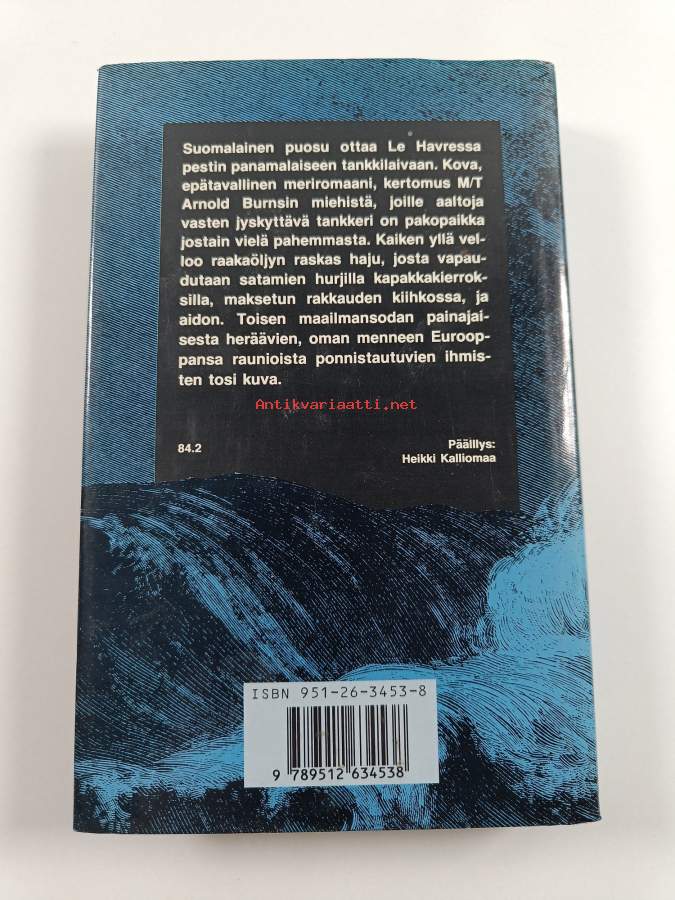 Suomalainen puosu ottaa Le Havressa
pestin panamalaiseen tankkilaivaan. Kova,
epätavallinen meriromaani, kertomus M/T
Arnold Burnsin miehistä, joille aaltoja
vasten jyskyttävä tankkeri on pakopaikka
jostain vielä pahemmasta. Kaiken yllä vel-
loo raakaöljyn raskas haju, josta vapau-
dutaan satamien hurjilla kapakkakierrok-
silla, maksetun rakkauden kiihkossa, ja
aidon. Toisen maailmansodan painajai-
sesta heräävien, oman menneen Euroop-
pansa raunioista ponnistautuvien ihmis-
ten tosi kuva.
Antikvariaatti.net
84.2
Päällys:
Heikki Kalliomaa
ISBN 951-26-3453-8
9 789512 634538